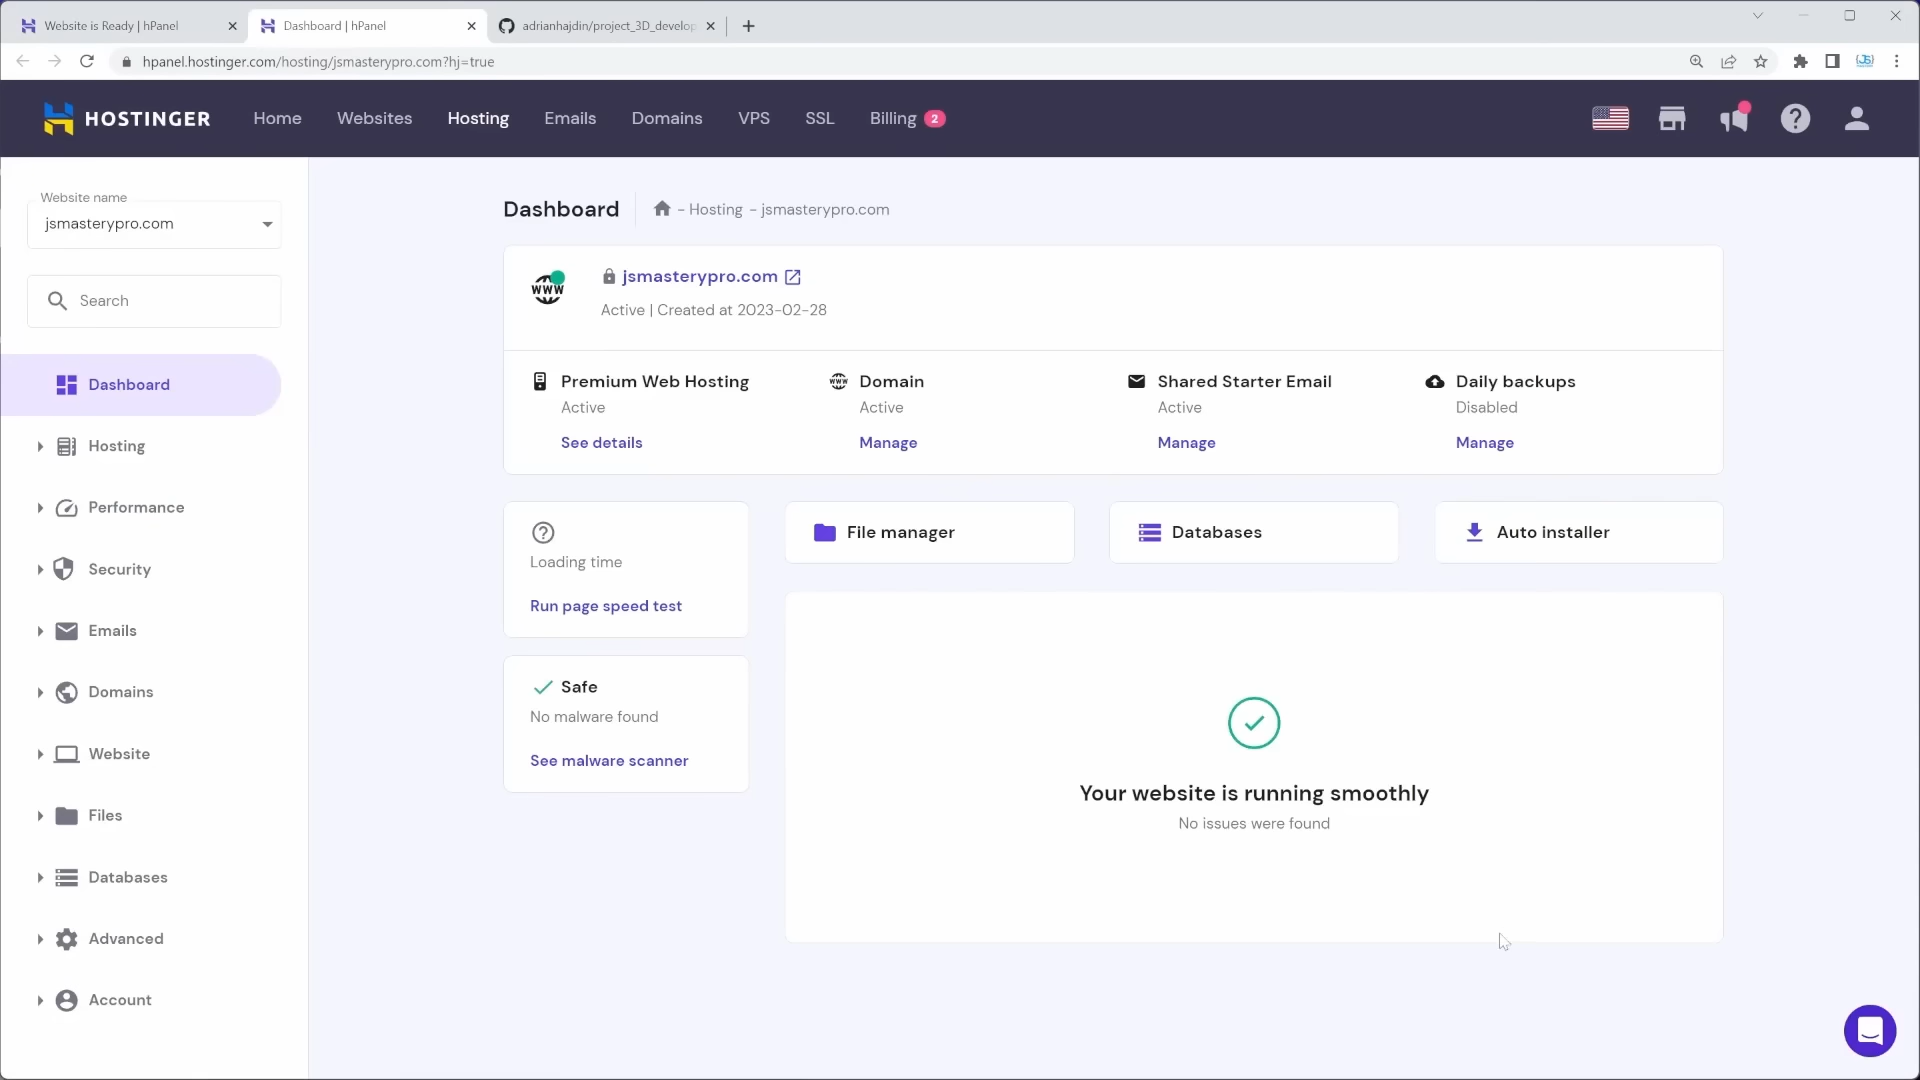 Website is Ready | hPanel
Dashboard | hPanel
adrianhajdin/project_3D_develop
hpanel.hostinger.com/hosting/jsmasterypro.com?hj=true
HOSTINGER
Home
Websites
Hosting
Emails
Domains
VPS
SSL
Billing 2
Website name
jsmasterypro.com
Search
Dashboard
Hosting
Performance
Security
Emails
Domains
Website
Files
Databases
Advanced
Account
Dashboard
- Hosting - jsmasterypro.com
www
jsmasterypro.com
Active | Created at 2023-02-28
Premium Web Hosting
Active
See details
www
Domain
Active
Manage
Shared Starter Email
Active
Manage
Daily backups
Disabled
Manage
Loading time
Run page speed test
Safe
No malware found
See malware scanner
File manager
Databases
Auto installer
Your website is running smoothly
No issues were found